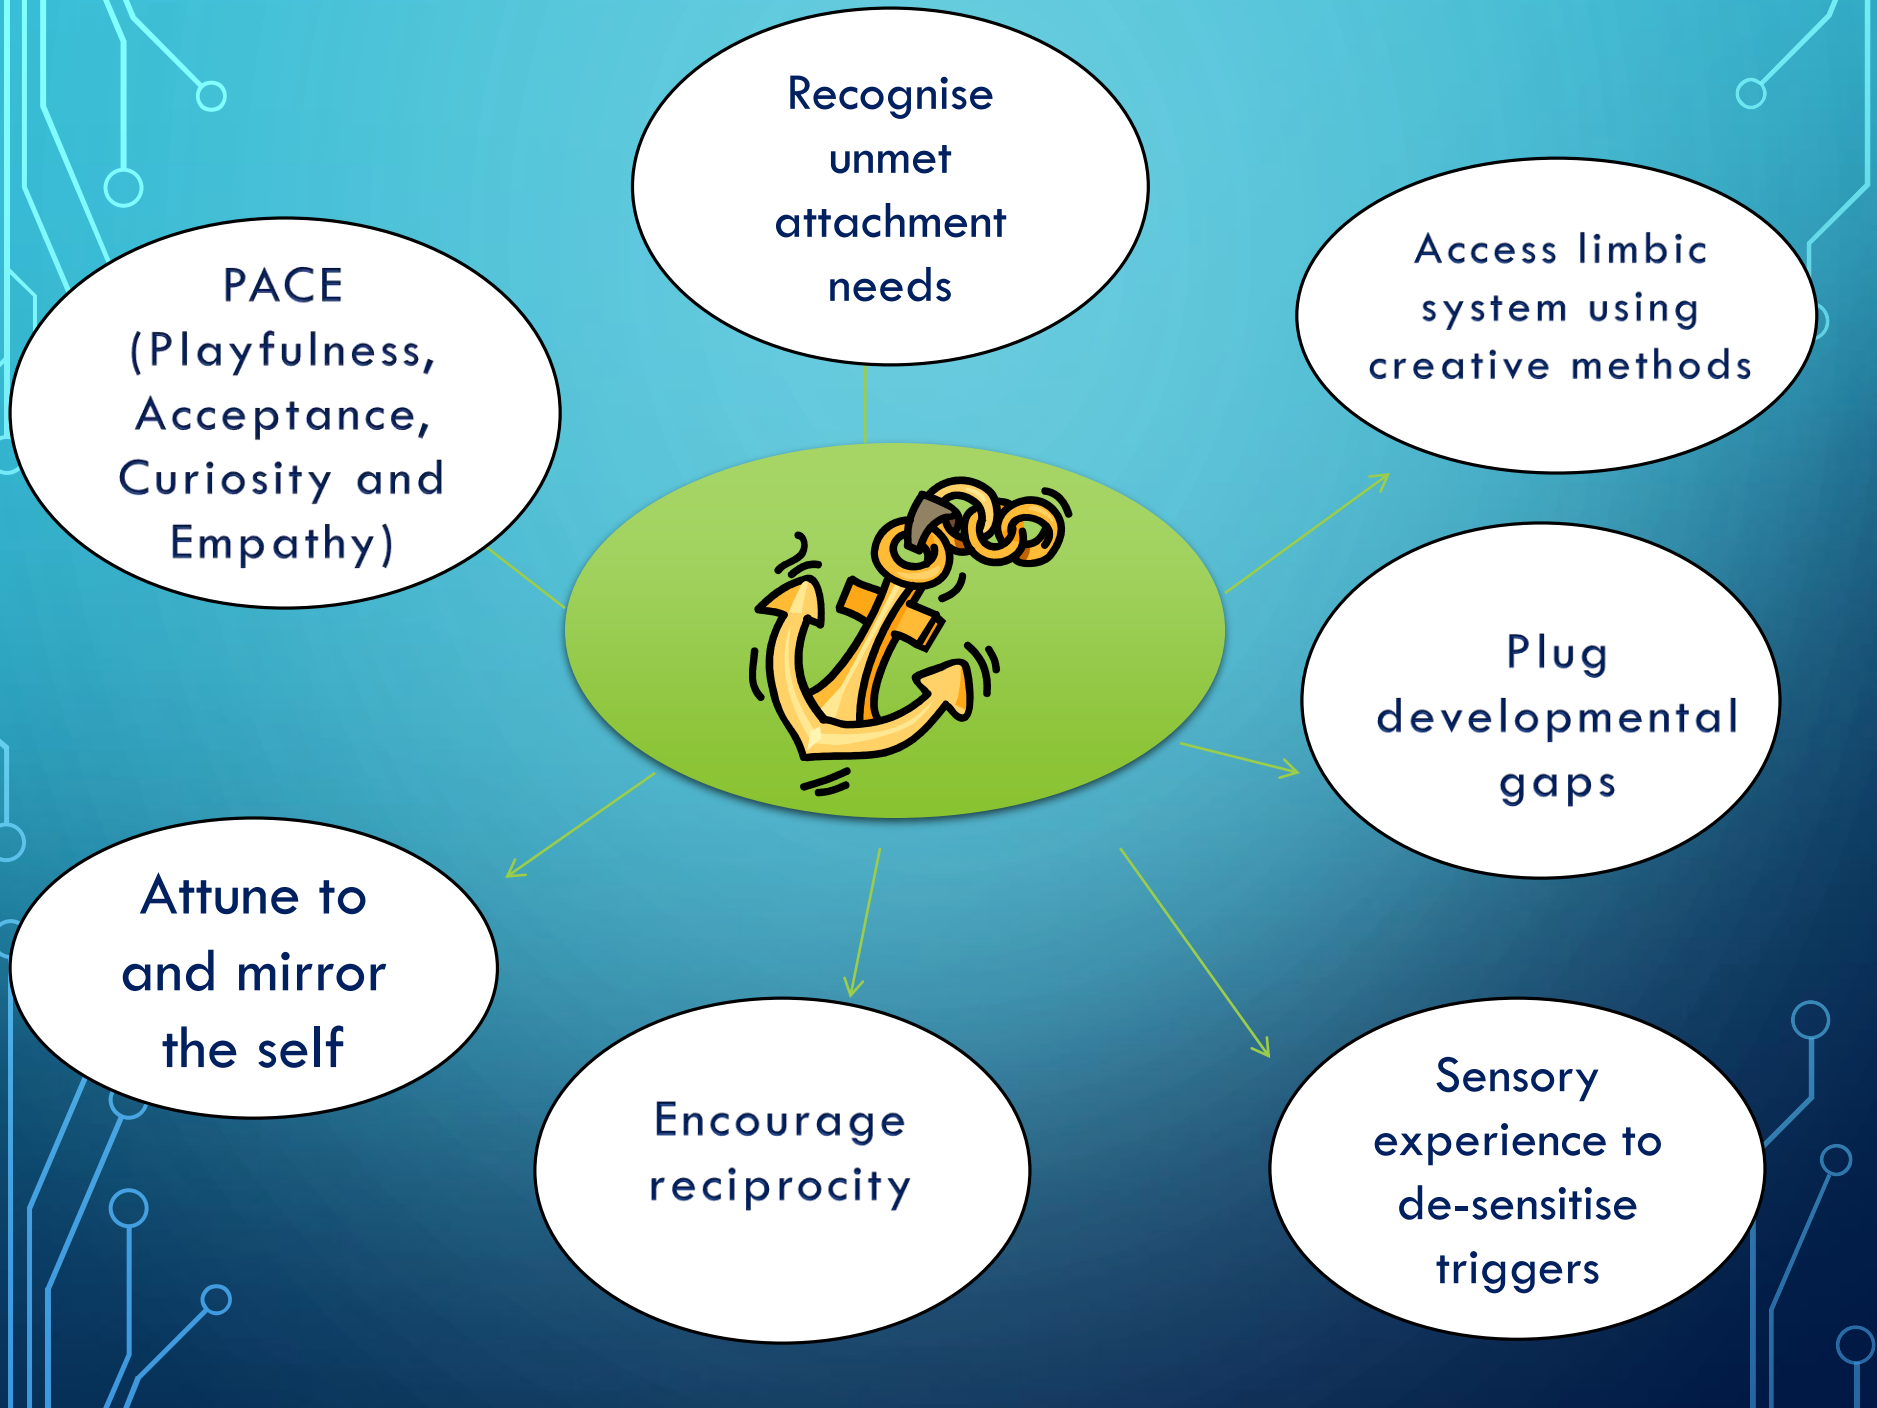 Recognise
unmet
attachment
needs
Access limbic
system using
creative methods
PACE
(Playfulness,
Acceptance,
Curiosity and
Empathy)
Plug
developmental
gaps
Attune to
and mirror
the self
Encourage
reciprocity
Sensory
experience to
de-sensitise
triggers